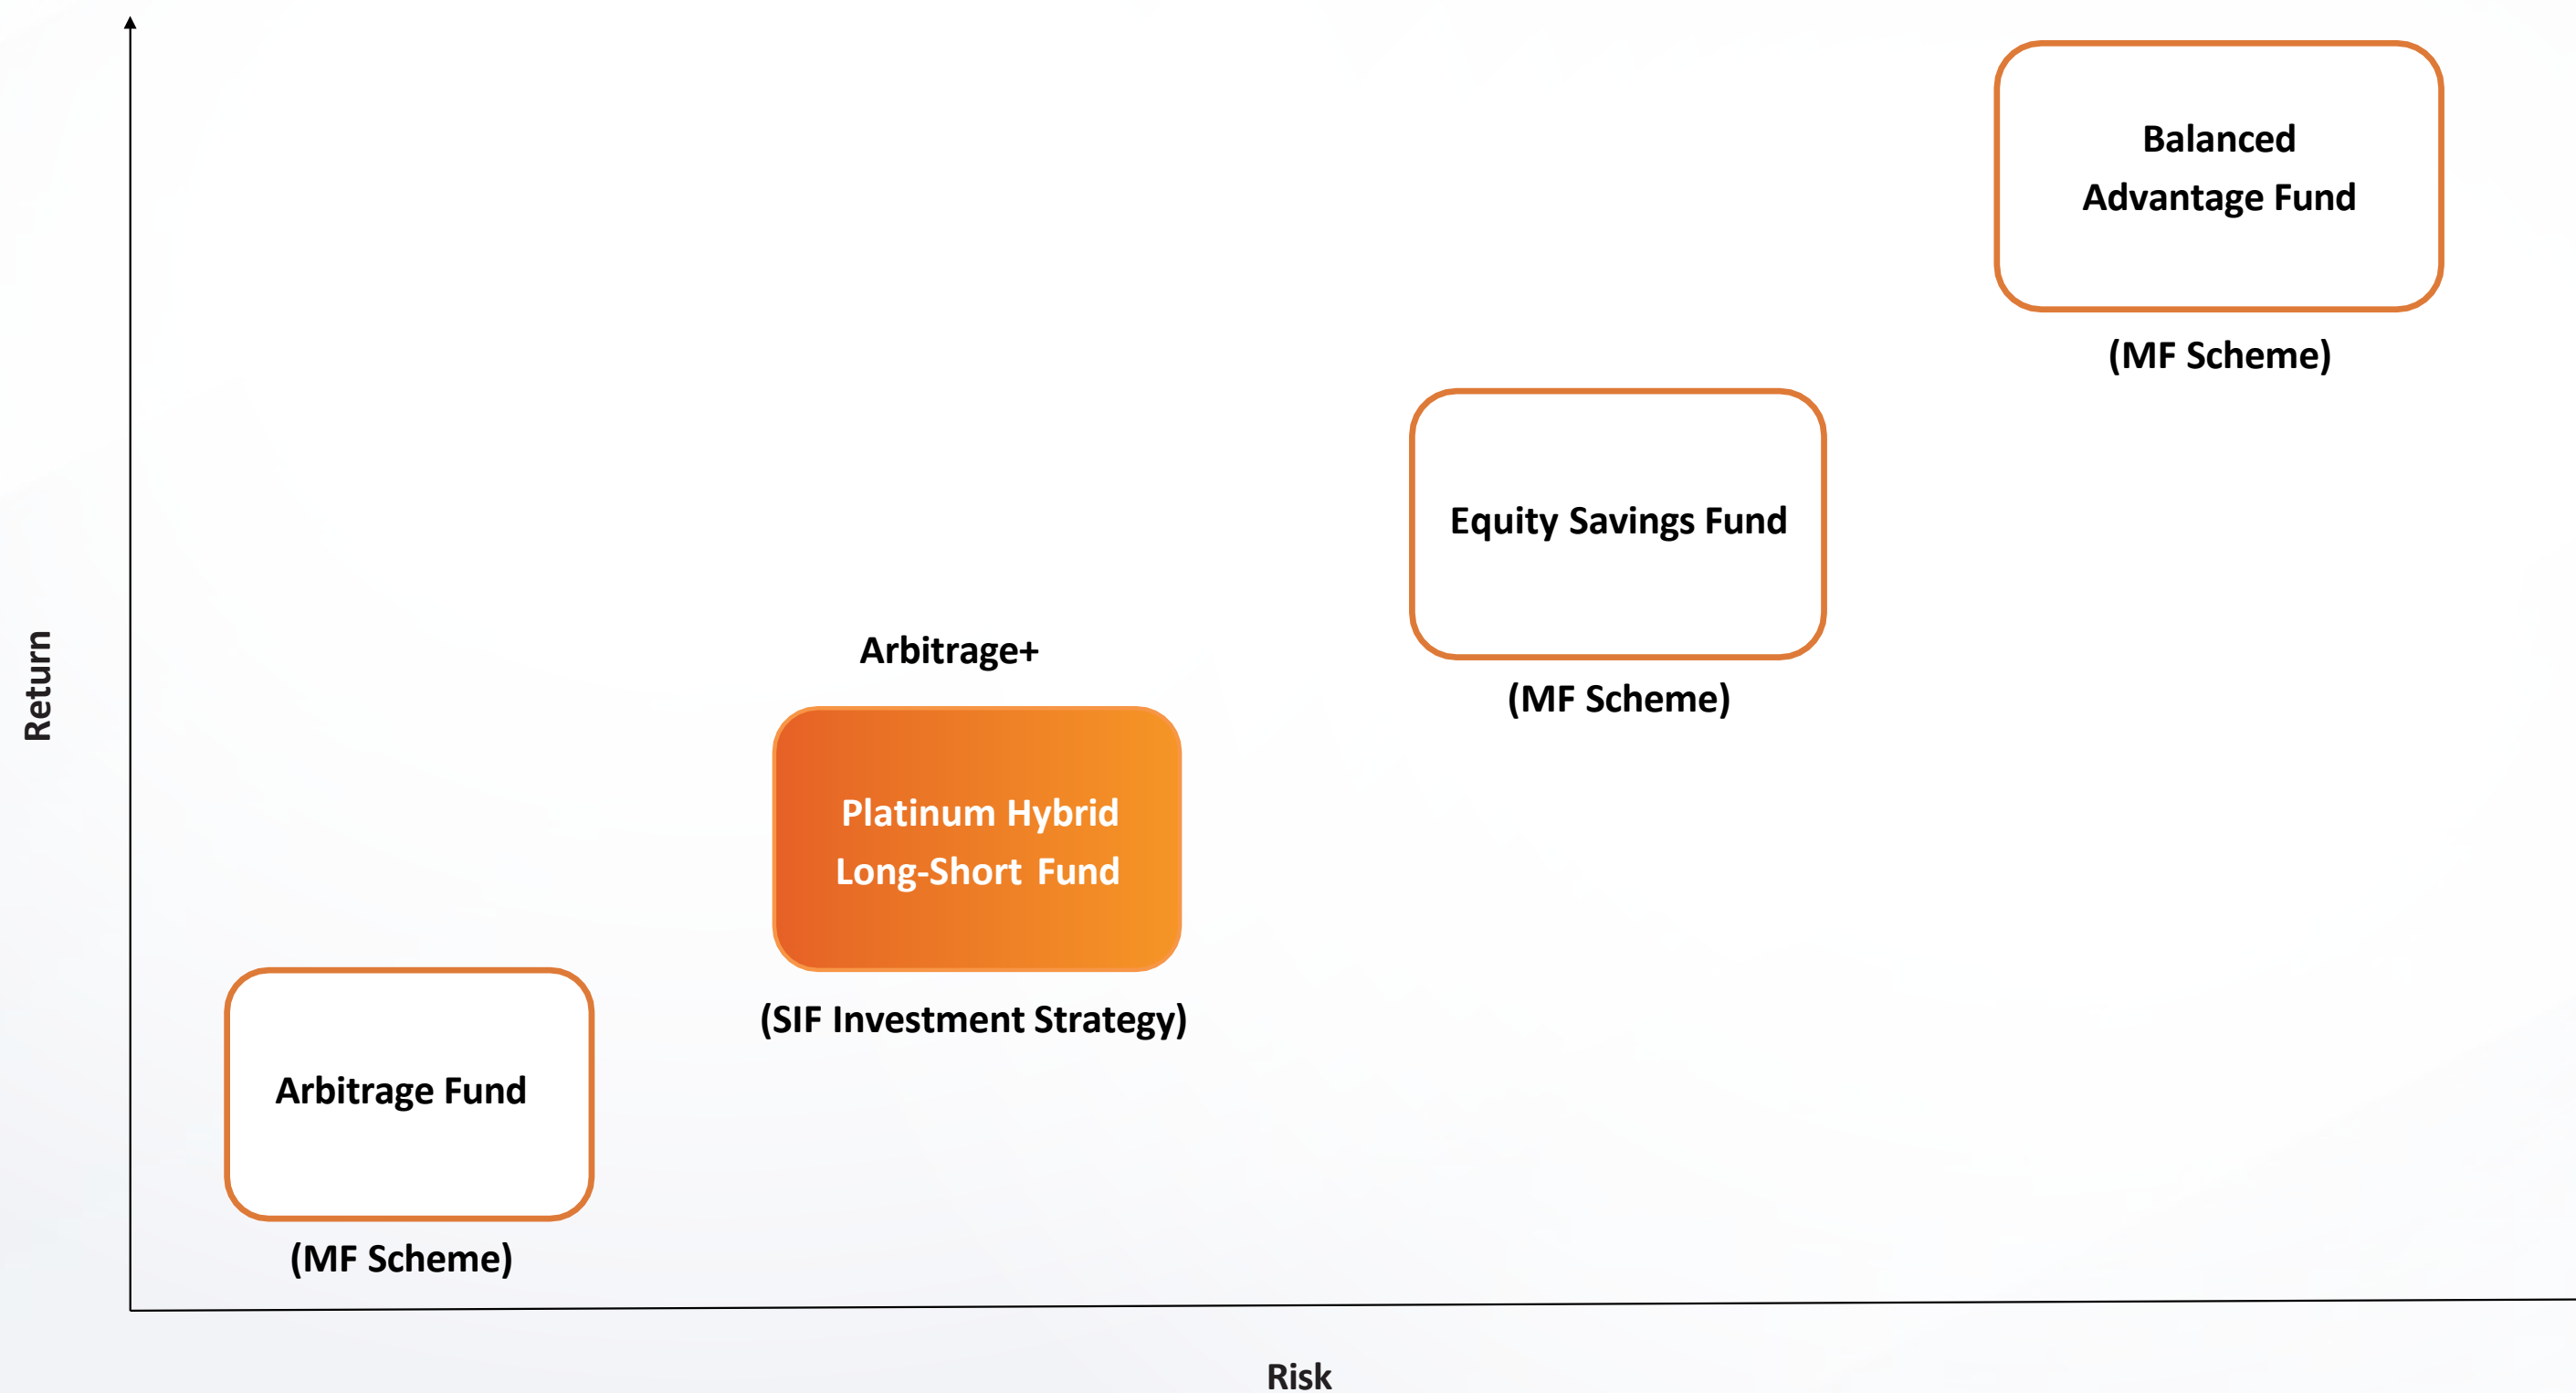 Balanced
Advantage Fund
(MF Scheme)
Equity Savings Fund
(MF Scheme)
Return
Arbitrage+
Platinum Hybrid
Long-Short Fund
(SIF Investment Strategy)
Arbitrage Fund
(MF Scheme)
Risk